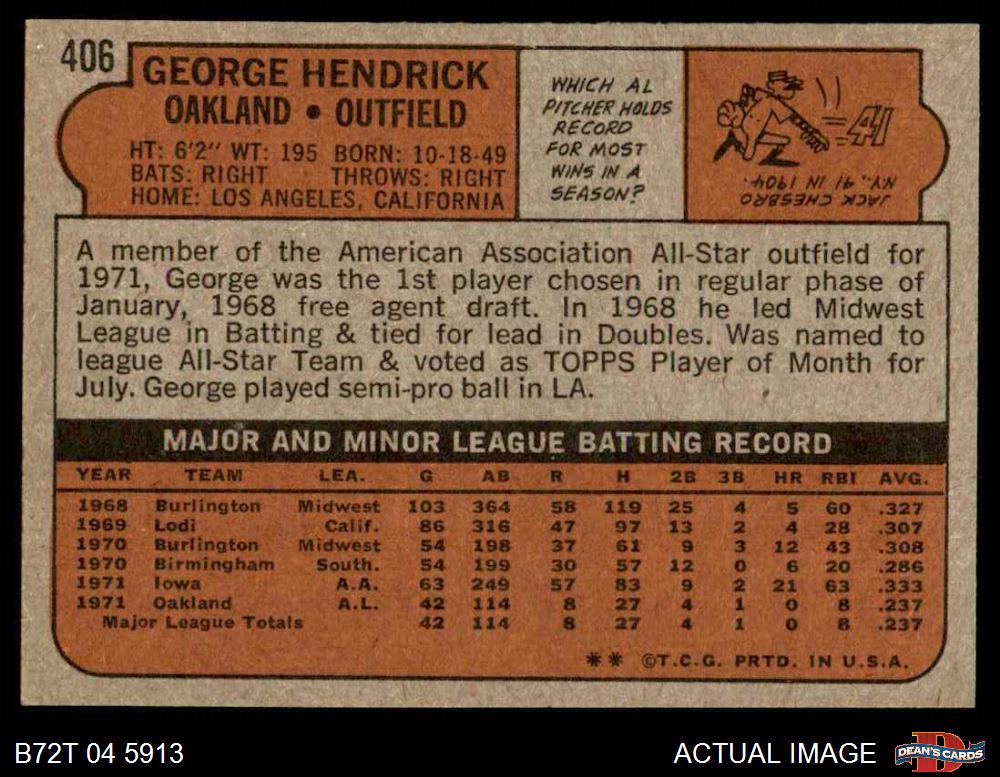 406
GEORGE HENDRICK
OAKLAND • OUTFIELD
HT: 6'2" WT: 195 BORN: 10-18-49
BATS: RIGHT THROWS: RIGHT
HOME: LOS ANGELES, CALIFORNIA
WHICH AL
PITCHER HOLDS
RECORD
FOR MOST
WINS IN A
SEASON?
41
JACK CHESBRO
N.Y. 41 IN 1904.
A member of the American Association All-Star outfield for
1971, George was the 1st player chosen in regular phase of
January, 1968 free agent draft. In 1968 he led Midwest
League in Batting & tied for lead in Doubles. Was named to
league All-Star Team & voted as TOPPS Player of Month for
July. George played semi-pro ball in LA.
MAJOR AND MINOR LEAGUE BATTING RECORD
YEAR TEAM LEA. G AB R H 2B 3B HR RBI AVG.
1968 Burlington Midwest 103 364 58 119 25 4 5 60 .327
1969 Lodi Calif. 86 316 47 97 13 2 4 28 .307
1970 Burlington Midwest 54 198 37 61 9 3 12 43 .308
1970 Birmingham South. 54 199 30 57 12 0 6 20 .286
1971 Iowa A.A. 63 249 57 83 9 2 21 63 .333
1971 Oakland A.L. 42 114 8 27 4 1 0 8 .237
Major League Totals 42 114 8 27 4 1 0 8 .237
** ©T.C.G. PRTD. IN U.S.A.
B72T 04 5913
ACTUAL IMAGE
DEAN'S CARDS